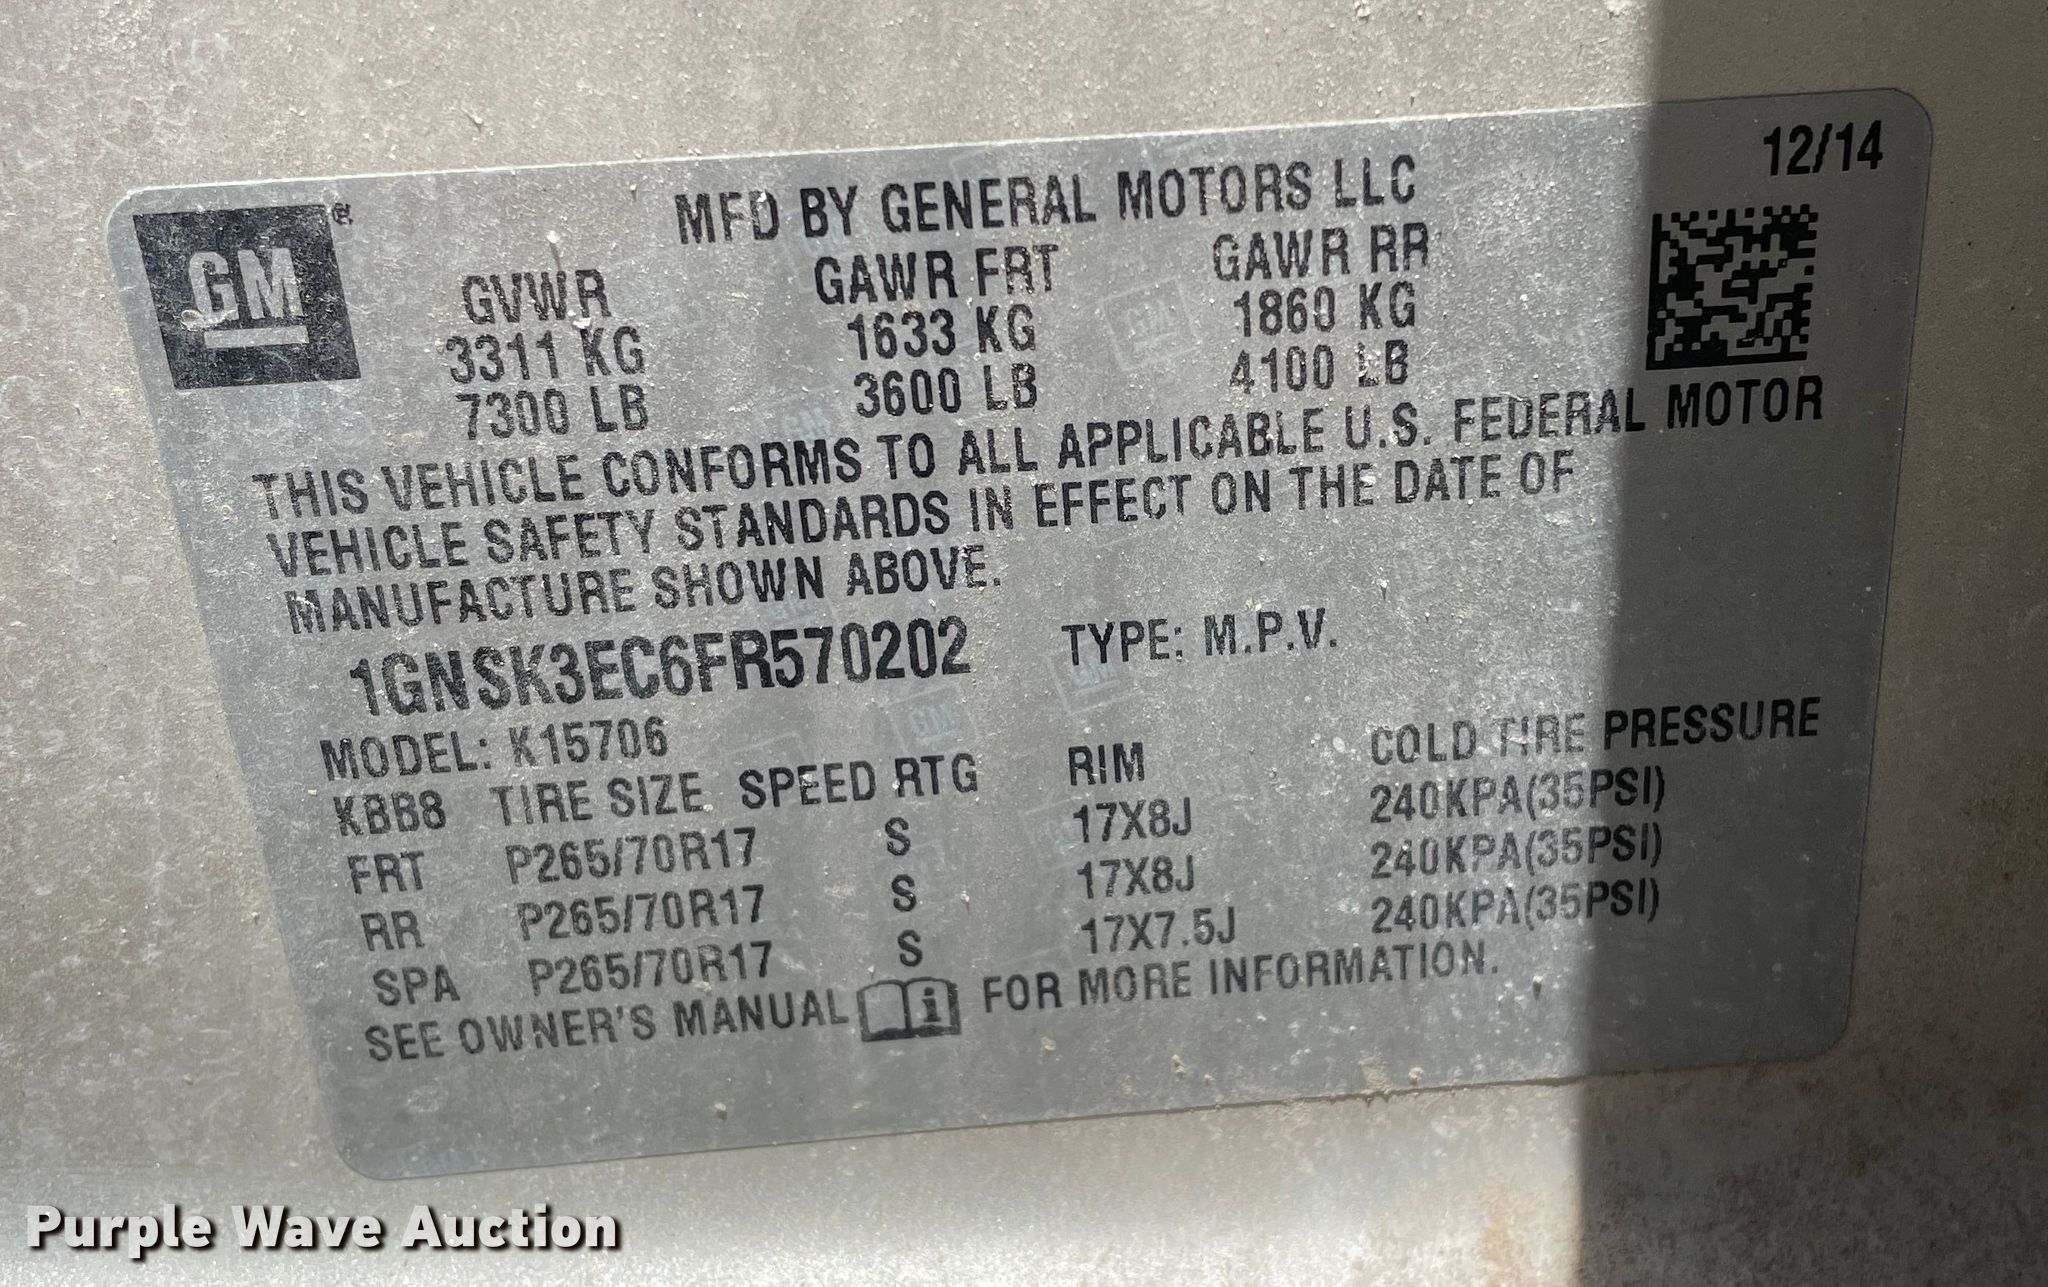 12/14
GM®
MFD BY GENERAL MOTORS LLC
GVWR GAWR FRT GAWR RR
3311 KG 1633 KG 1860 KG
7300 LB 3600 LB 4100 LB
THIS VEHICLE CONFORMS TO ALL APPLICABLE U.S. FEDERAL MOTOR
VEHICLE SAFETY STANDARDS IN EFFECT ON THE DATE OF
MANUFACTURE SHOWN ABOVE.
1GNSK3EC6FR570202 TYPE: M.P.V.
MODEL: K15706
KBB8 TIRE SIZE SPEED RTG RIM COLD TIRE PRESSURE
FRT P265/70R17 S 17X8J 240KPA(35PSI)
RR P265/70R17 S 17X8J 240KPA(35PSI)
SPA P265/70R17 S 17X7.5J 240KPA(35PSI)
SEE OWNER'S MANUAL i FOR MORE INFORMATION.
Purple Wave Auction